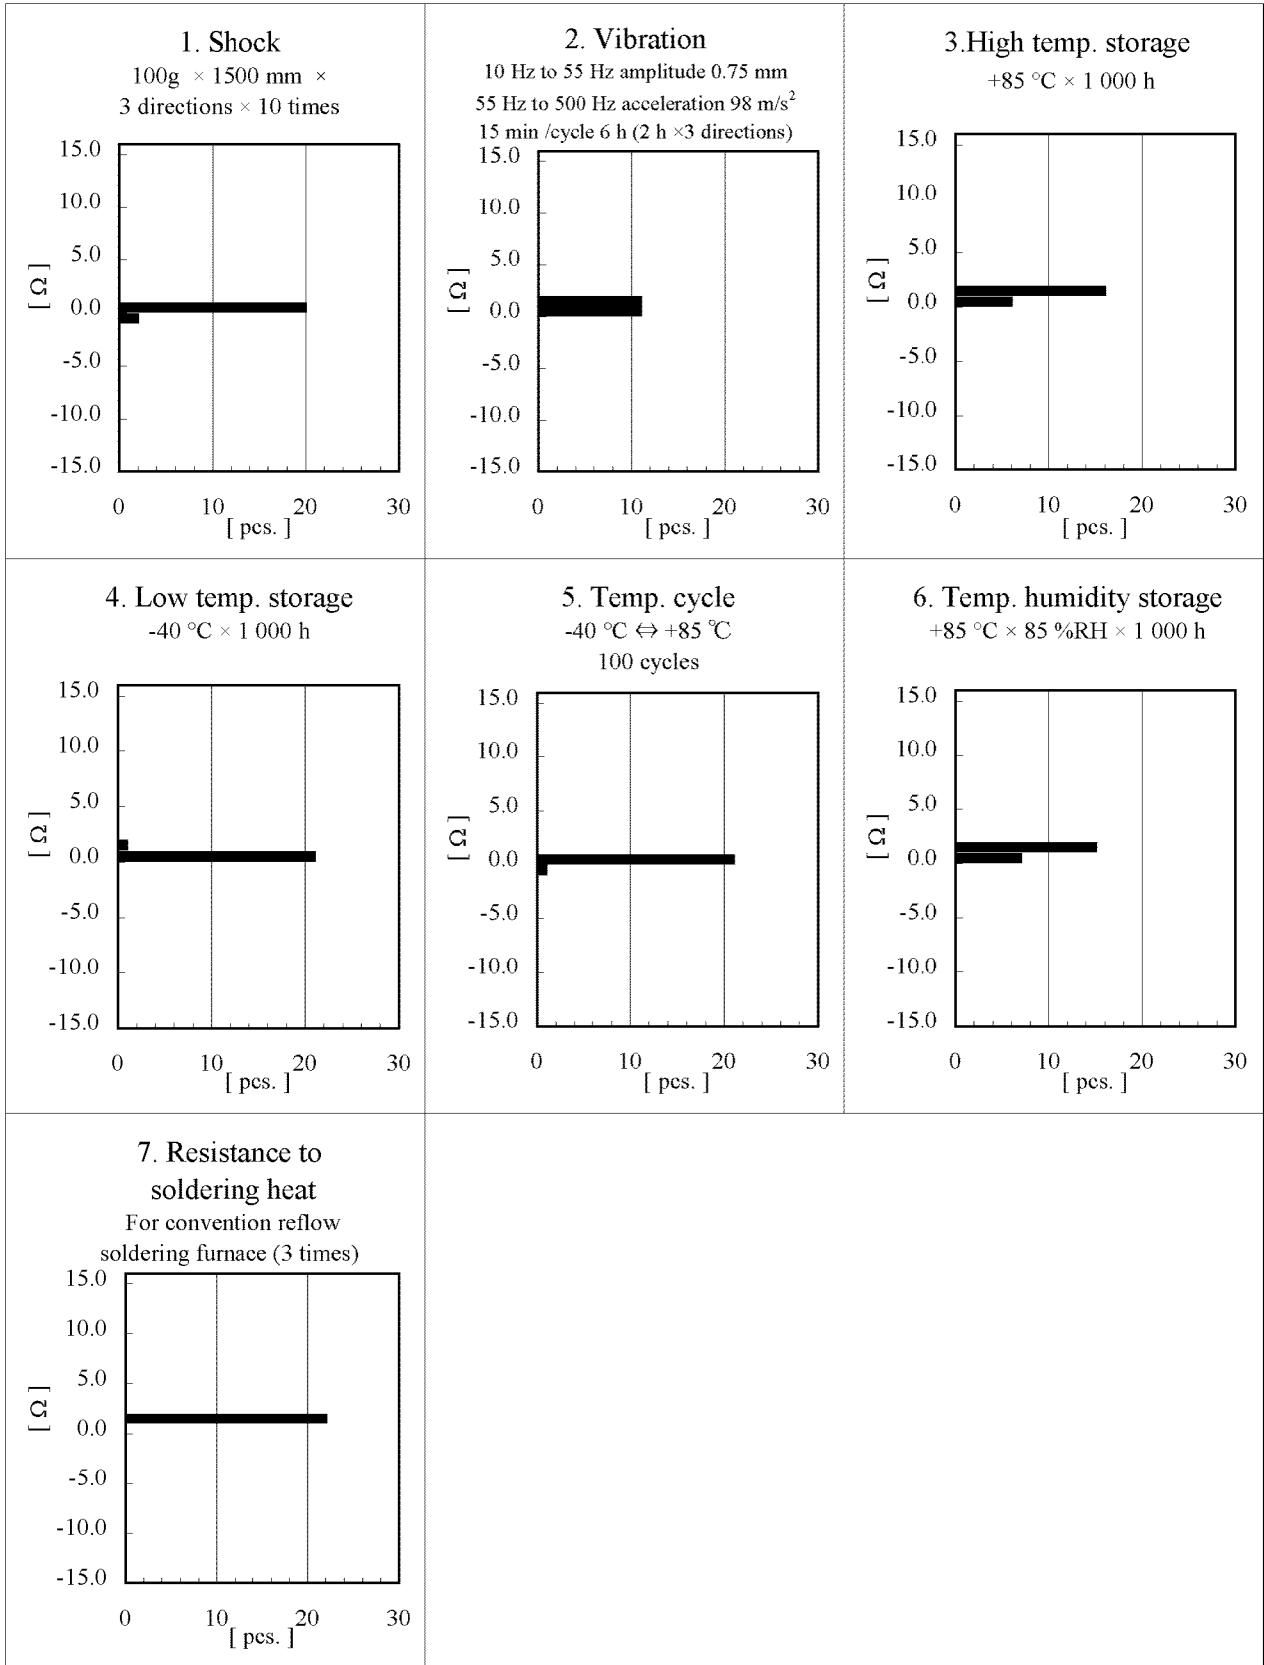 1. Shock
100g × 1500 mm ×
3 directions × 10 times
15.0
10.0
5.0
0.0
-5.0
-10.0
-15.0
[ Ω ]
0 10 20 30
[ pcs. ]
2. Vibration
10 Hz to 55 Hz amplitude 0.75 mm
55 Hz to 500 Hz acceleration 98 m/s²
15 min /cycle 6 h (2 h ×3 directions)
15.0
10.0
5.0
0.0
-5.0
-10.0
-15.0
[ Ω ]
0 10 20 30
[ pcs. ]
3.High temp. storage
+85 °C × 1 000 h
15.0
10.0
5.0
0.0
-5.0
-10.0
-15.0
[ Ω ]
0 10 20 30
[ pcs. ]
4. Low temp. storage
-40 °C × 1 000 h
15.0
10.0
5.0
0.0
-5.0
-10.0
-15.0
[ Ω ]
0 10 20 30
[ pcs. ]
5. Temp. cycle
-40 °C ⇔ +85 ℃
100 cycles
15.0
10.0
5.0
0.0
-5.0
-10.0
-15.0
[ Ω ]
0 10 20 30
[ pcs. ]
6. Temp. humidity storage
+85 °C × 85 %RH × 1 000 h
15.0
10.0
5.0
0.0
-5.0
-10.0
-15.0
[ Ω ]
0 10 20 30
[ pcs. ]
7. Resistance to
soldering heat
For convention reflow
soldering furnace (3 times)
15.0
10.0
5.0
0.0
-5.0
-10.0
-15.0
[ Ω ]
0 10 20 30
[ pcs. ]